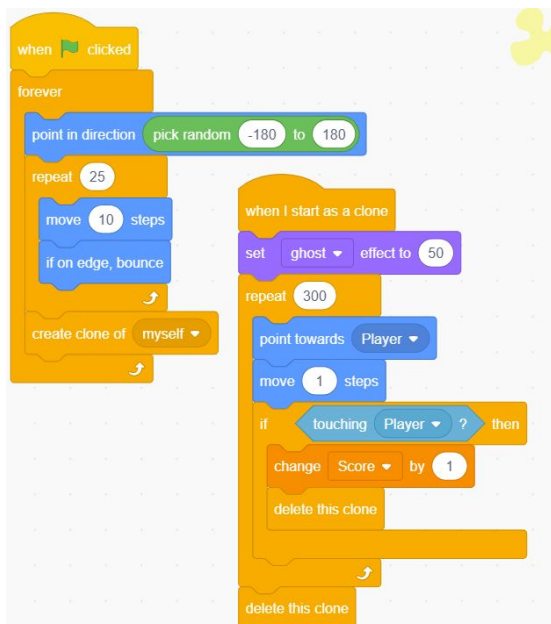 when clicked
forever
point in direction pick random -180 to 180
repeat 25
move 10 steps
if on edge, bounce
create clone of myself
when I start as a clone
set ghost effect to 50
repeat 300
point towards Player
move 1 steps
if touching Player ? then
change Score by 1
delete this clone
delete this clone